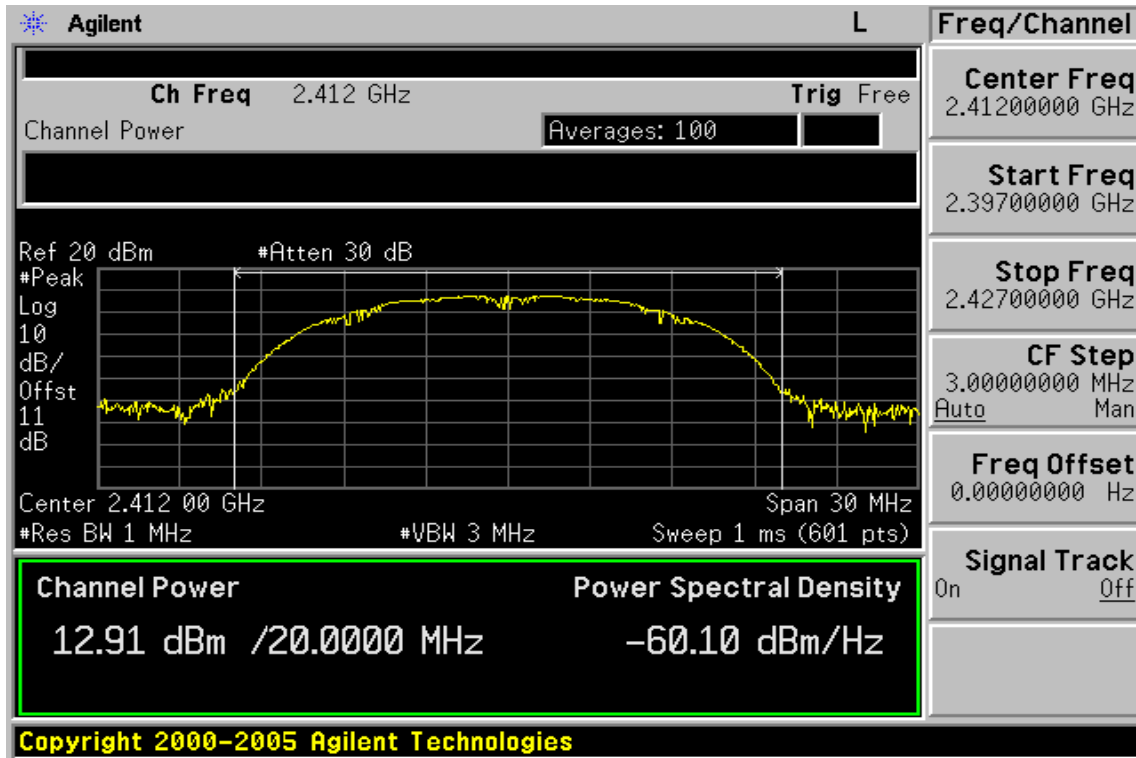 Agilent
L
Freq/Channel
Ch Freq 2.412 GHz
Trig Free
Channel Power
Averages: 100
Center Freq
2.41200000 GHz
Start Freq
2.39700000 GHz
Stop Freq
2.42700000 GHz
CF Step
3.00000000 MHz
Auto Man
Freq Offset
0.00000000 Hz
Signal Track
On Off
Ref 20 dBm #Atten 30 dB
#Peak
Log
10
dB/
Offst
11
dB
Center 2.412 00 GHz Span 30 MHz
#Res BW 1 MHz #VBW 3 MHz Sweep 1 ms (601 pts)
Channel Power Power Spectral Density
12.91 dBm /20.0000 MHz -60.10 dBm/Hz
Copyright 2000-2005 Agilent Technologies